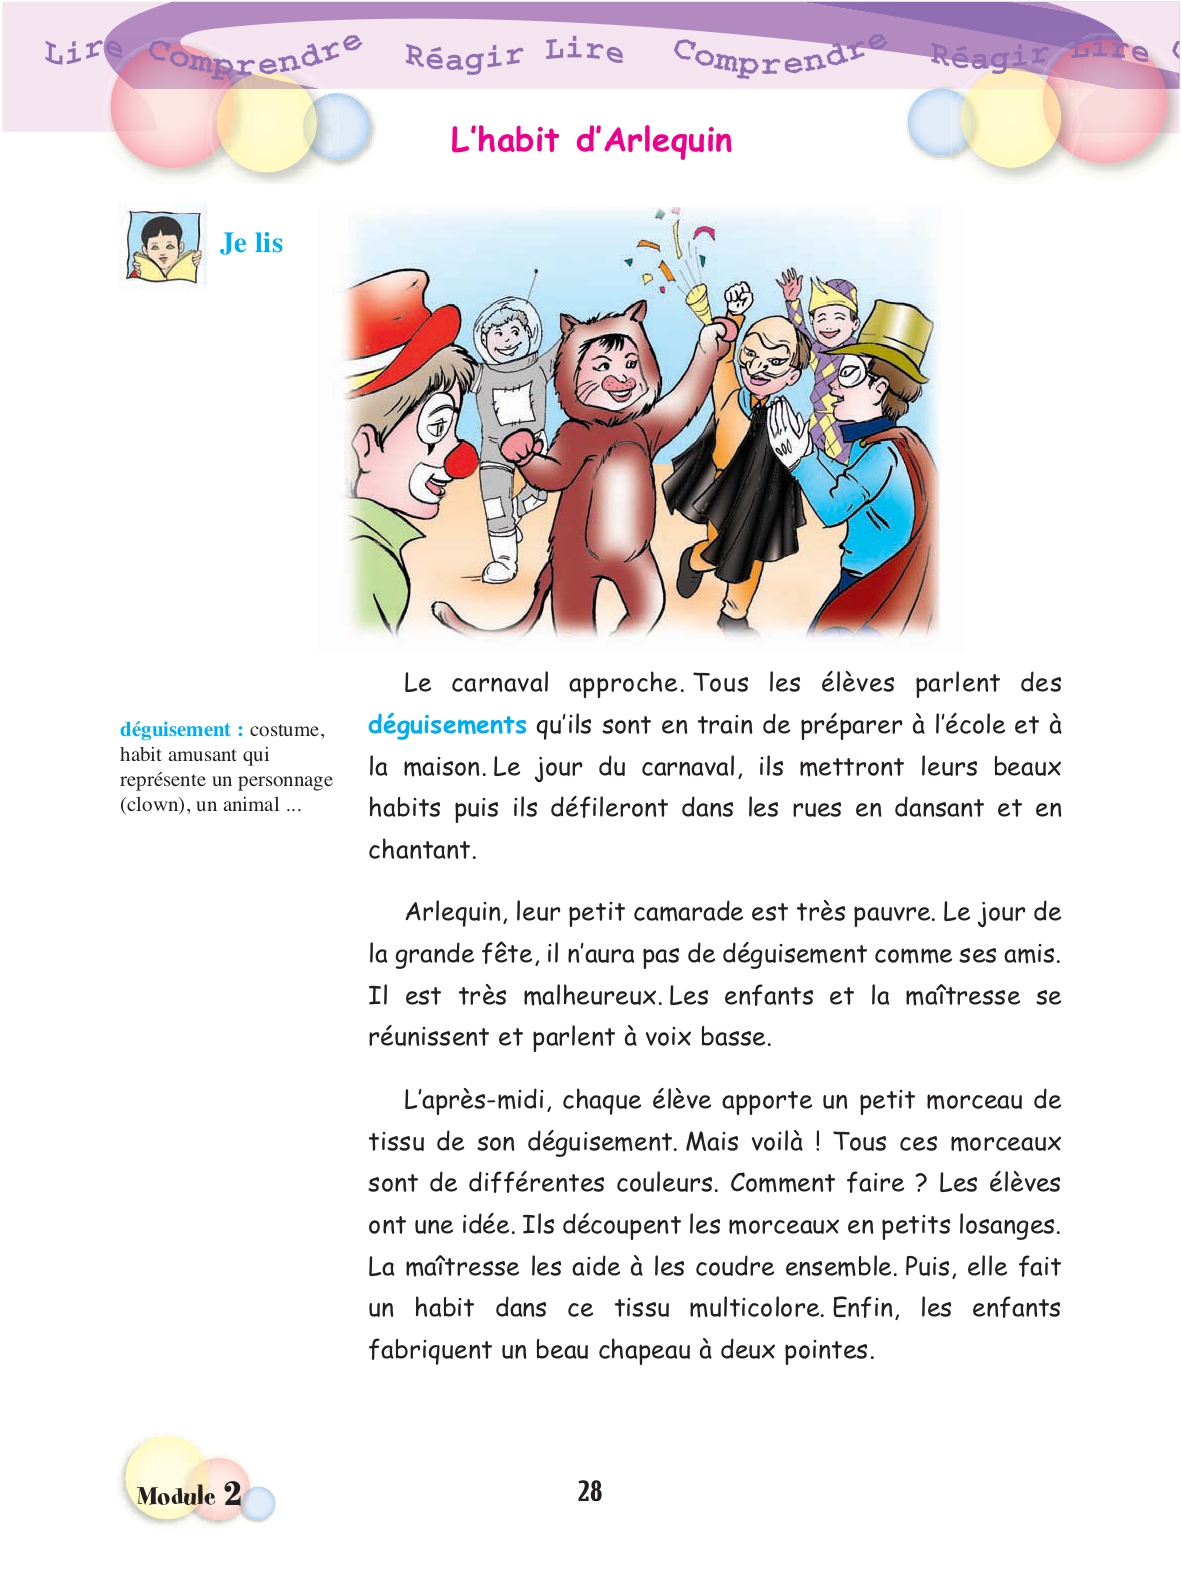 Lire Comprendre Réagir Lire Comprendre Réagir Lire C
L'habit d'Arlequin
Je lis
Le carnaval approche. Tous les élèves parlent des
déguisements qu'ils sont en train de préparer à l'école et à
la maison. Le jour du carnaval, ils mettront leurs beaux
habits puis ils défileront dans les rues en dansant et en
chantant.
déguisement : costume,
habit amusant qui
représente un personnage
(clown), un animal ...
Arlequin, leur petit camarade est très pauvre. Le jour de
la grande fête, il n'aura pas de déguisement comme ses amis.
Il est très malheureux. Les enfants et la maîtresse se
réunissent et parlent à voix basse.
L'après-midi, chaque élève apporte un petit morceau de
tissu de son déguisement. Mais voilà ! Tous ces morceaux
sont de différentes couleurs. Comment faire ? Les élèves
ont une idée. Ils découpent les morceaux en petits losanges.
La maîtresse les aide à les coudre ensemble. Puis, elle fait
un habit dans ce tissu multicolore. Enfin, les enfants
fabriquent un beau chapeau à deux pointes.
Module 2
28